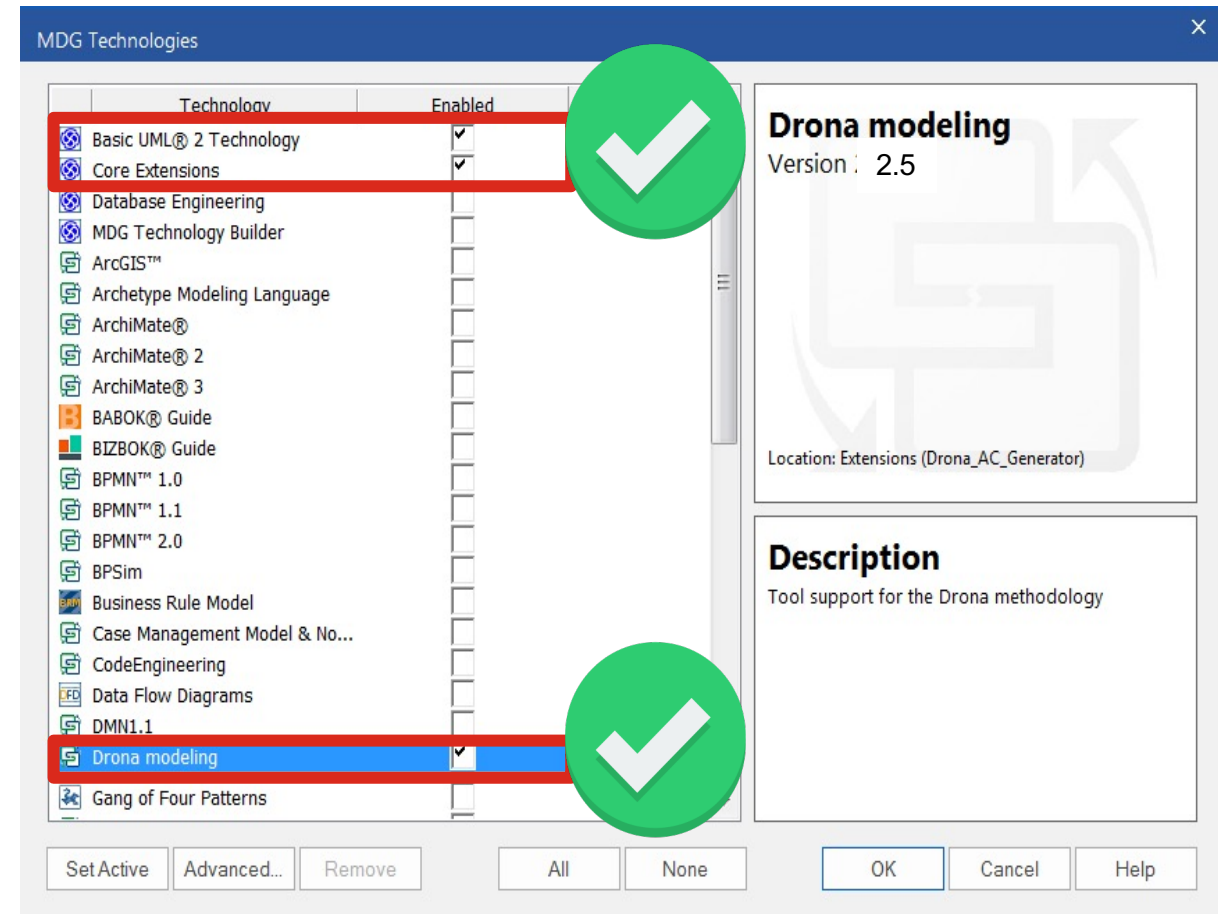 MDG Technologies
Technology Enabled
Basic UML® 2 Technology
Core Extensions
Database Engineering
MDG Technology Builder
ArcGIS™
Archetype Modeling Language
ArchiMate®
ArchiMate® 2
ArchiMate® 3
BABOK® Guide
BIZBOK® Guide
BPMN™ 1.0
BPMN™ 1.1
BPMN™ 2.0
BPSim
Business Rule Model
Case Management Model & No...
CodeEngineering
DFD Data Flow Diagrams
DMN1.1
Drona modeling
Gang of Four Patterns
Drona modeling
Version : 2.5
Location: Extensions (Drona_AC_Generator)
Description
Tool support for the Drona methodology
Set Active Advanced... Remove All None OK Cancel Help